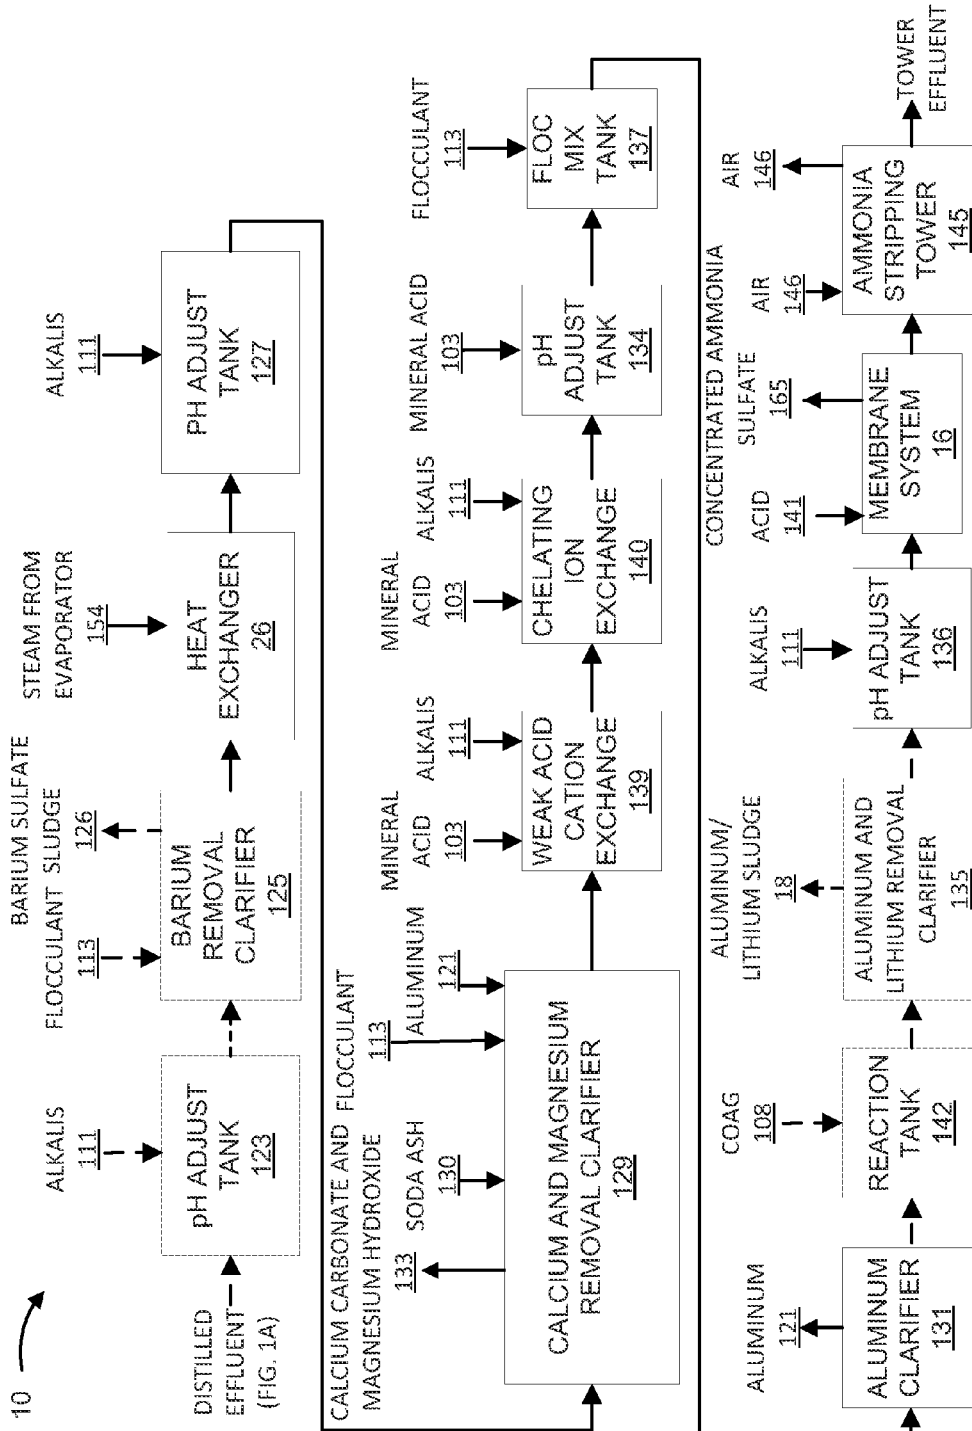 10
DISTILLED
EFFLUENT
(FIG. 1A)
ALKALIS
111
pH ADJUST
TANK
123
FLOCCULANT
113
BARIUM SULFATE
SLUDGE
126
BARIUM
REMOVAL
CLARIFIER
125
STEAM FROM
EVAPORATOR
154
HEAT
EXCHANGER
26
ALKALIS
111
PH ADJUST
TANK
127
CALCIUM CARBONATE AND
MAGNESIUM HYDROXIDE
133
SODA ASH
130
FLOCCULANT
113
ALUMINUM
121
CALCIUM AND MAGNESIUM
REMOVAL CLARIFIER
129
MINERAL
ACID
103
ALKALIS
111
WEAK ACID
CATION
EXCHANGE
139
MINERAL
ACID
103
ALKALIS
111
CHELATING
ION
EXCHANGE
140
MINERAL ACID
103
pH
ADJUST
TANK
134
FLOCCULANT
113
FLOC
MIX
TANK
137
ALUMINUM
121
ALUMINUM
CLARIFIER
131
COAG
108
REACTION
TANK
142
ALUMINUM/
LITHIUM SLUDGE
18
ALUMINUM AND
LITHIUM REMOVAL
CLARIFIER
135
ALKALIS
111
pH ADJUST
TANK
136
ACID
141
CONCENTRATED AMMONIA
SULFATE
165
MEMBRANE
SYSTEM
16
AIR
146
AIR
146
AMMONIA
STRIPPING
TOWER
145
TOWER
EFFLUENT